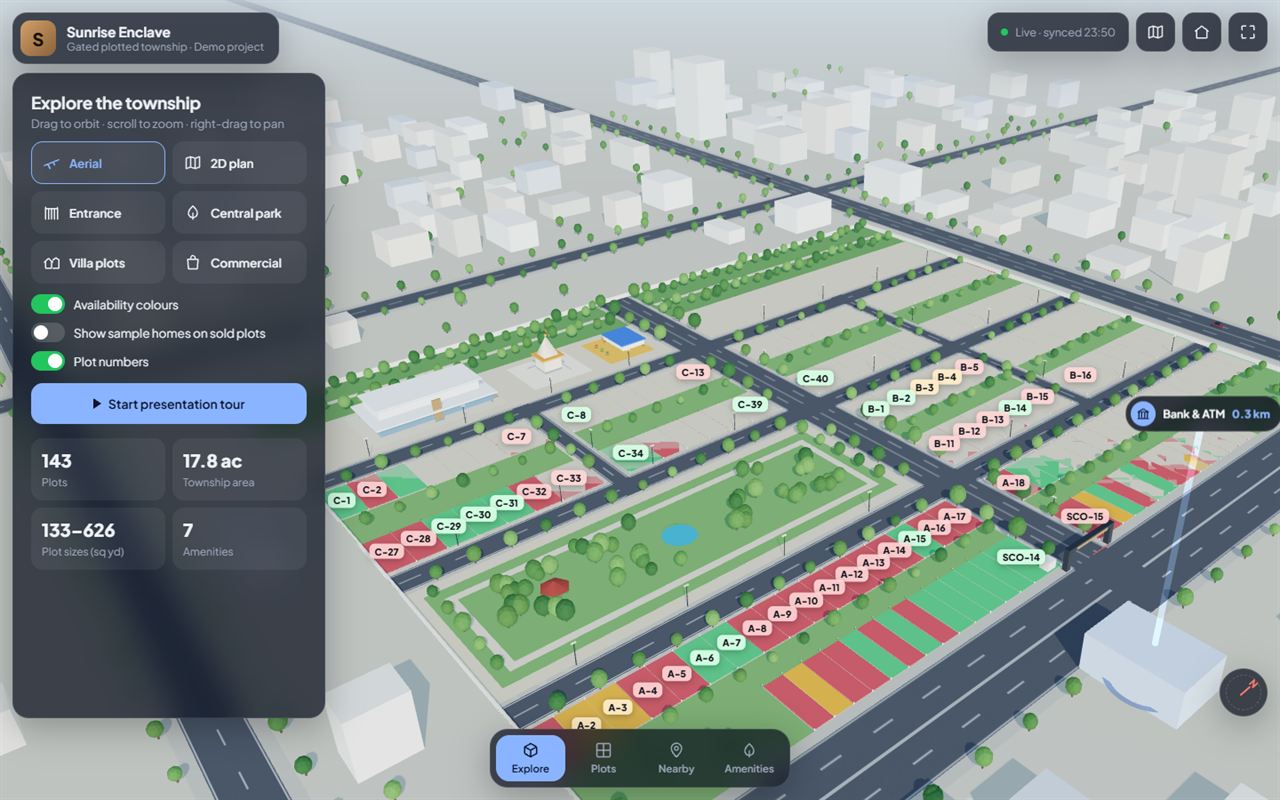 S
Sunrise Enclave
Gated plotted township · Demo project
Live · synced 23:50
Explore the township
Drag to orbit · scroll to zoom · right-drag to pan
Aerial
2D plan
Entrance
Central park
Villa plots
Commercial
Availability colours
Show sample homes on sold plots
Plot numbers
Start presentation tour
143
Plots
17.8 ac
Township area
133–626
Plot sizes (sq yd)
7
Amenities
C-13
C-40
B-5
B-4
B-3
B-2
B-1
B-16
B-15
B-14
B-13
B-12
B-11
C-8
C-39
C-7
C-34
Bank & ATM 0.3 km
C-33
C-32
C-31
C-30
C-29
C-28
C-27
C-2
C-1
A-18
SCO-15
SCO-14
A-17
A-16
A-15
A-14
A-13
A-12
A-11
A-10
A-9
A-8
A-7
A-6
A-5
A-4
A-3
A-2
N
Explore
Plots
Nearby
Amenities